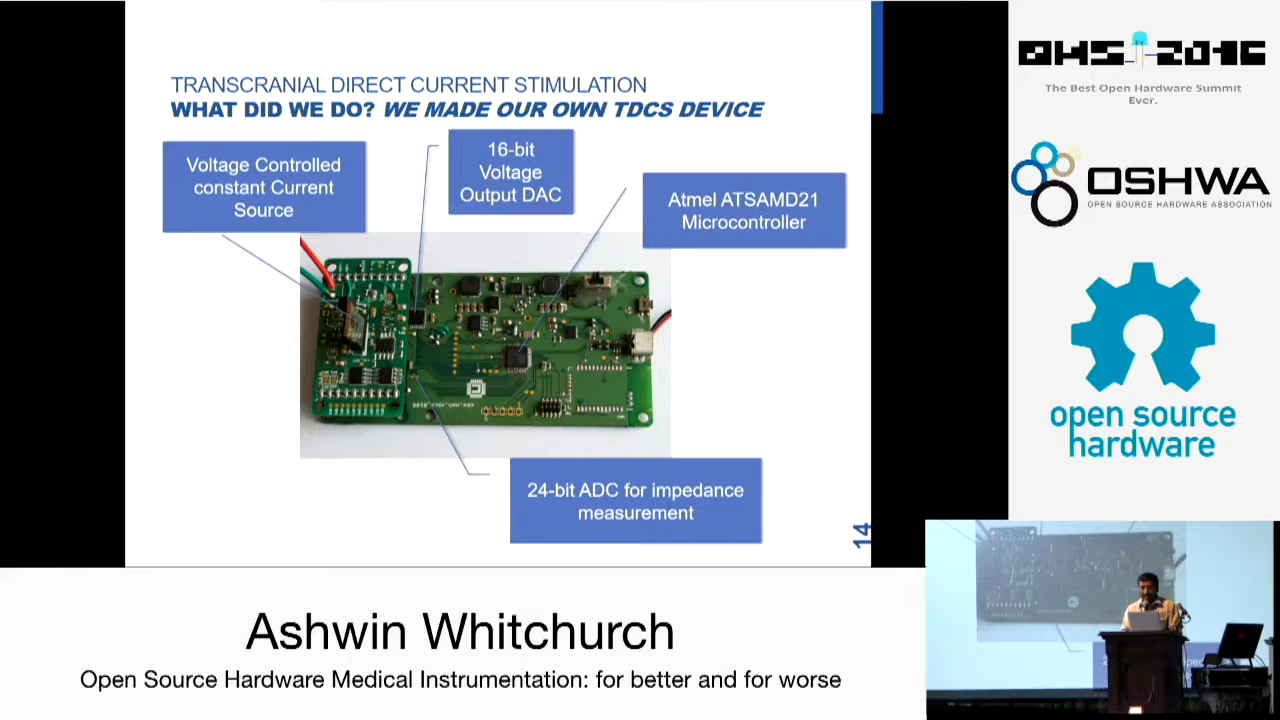 TRANSCRANIAL DIRECT CURRENT STIMULATION
WHAT DID WE DO? WE MADE OUR OWN TDCS DEVICE
Voltage Controlled
constant Current
Source
16-bit
Voltage
Output DAC
Atmel ATSAMD21
Microcontroller
24-bit ADC for impedance
measurement
14
OHS 2016
The Best Open Hardware Summit
Ever.
OSHWA
OPEN SOURCE HARDWARE ASSOCIATION
open source
hardware
Ashwin Whitchurch
Open Source Hardware Medical Instrumentation: for better and for worse